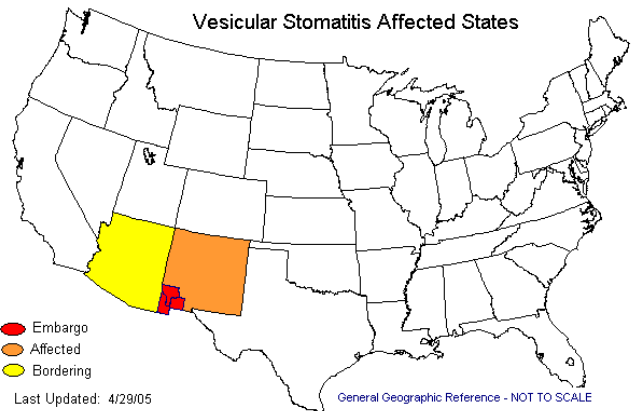 Vesicular Stomatitis Affected States
Embargo
Affected
Bordering
Last Updated: 4/29/05
General Geographic Reference - NOT TO SCALE